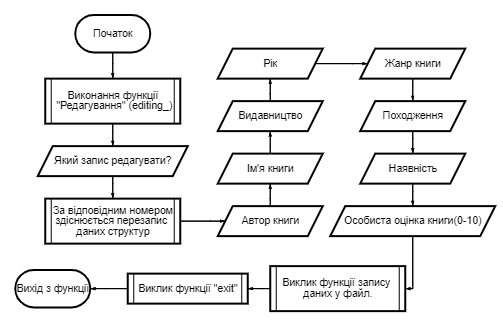 Початок
Виконання функції
"Редагування" (editing_)
Який запис редагувати?
За відповідним номером
здіснюється перезапис
даних структур
Автор книги
Ім'я книги
Видавництво
Рік
Жанр книги
Походження
Наявність
Особиста оцінка книги(0-10)
Виклик функції запису
даних у файл.
Виклик функції "exit"
Вихід з функції